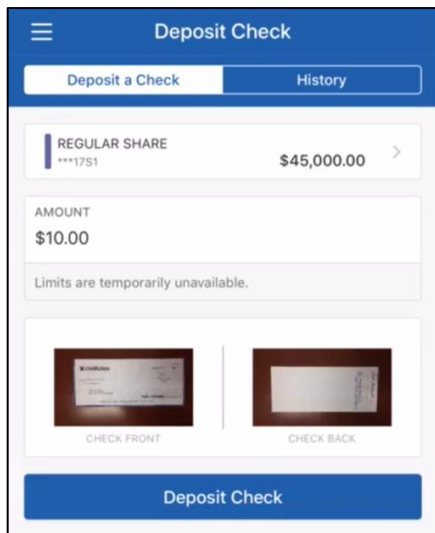 Deposit Check
Deposit a Check
History
REGULAR SHARE
***17S1
$45,000.00
AMOUNT
$10.00
Limits are temporarily unavailable.
CHECK FRONT
CHECK BACK
Deposit Check